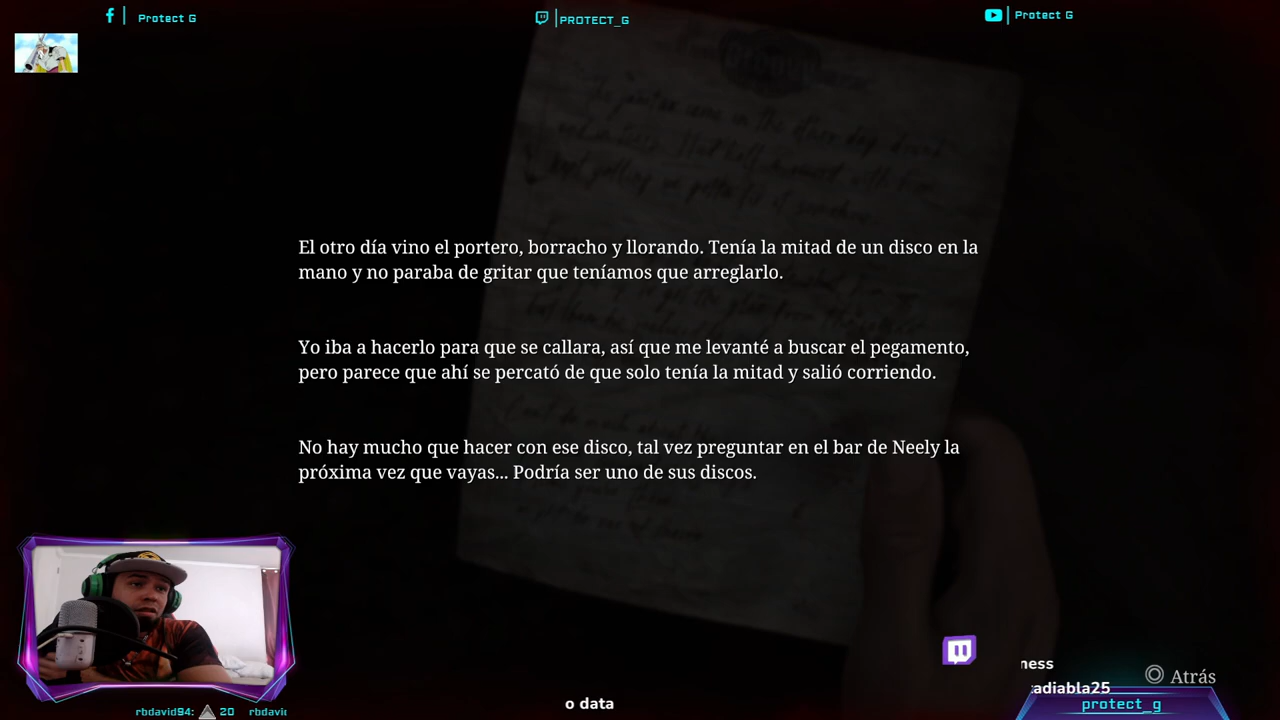 Protect G
PROTECT_G
Protect G
El otro día vino el portero, borracho y llorando. Tenía la mitad de un disco en la
mano y no paraba de gritar que teníamos que arreglarlo.
Yo iba a hacerlo para que se callara, así que me levanté a buscar el pegamento,
pero parece que ahí se percató de que solo tenía la mitad y salió corriendo.
No hay mucho que hacer con ese disco, tal vez preguntar en el bar de Neely la
próxima vez que vayas... Podría ser uno de sus discos.
ness
Atrás
adiabla25
protect_g
o data
rbdavid94: 20 rbdavi